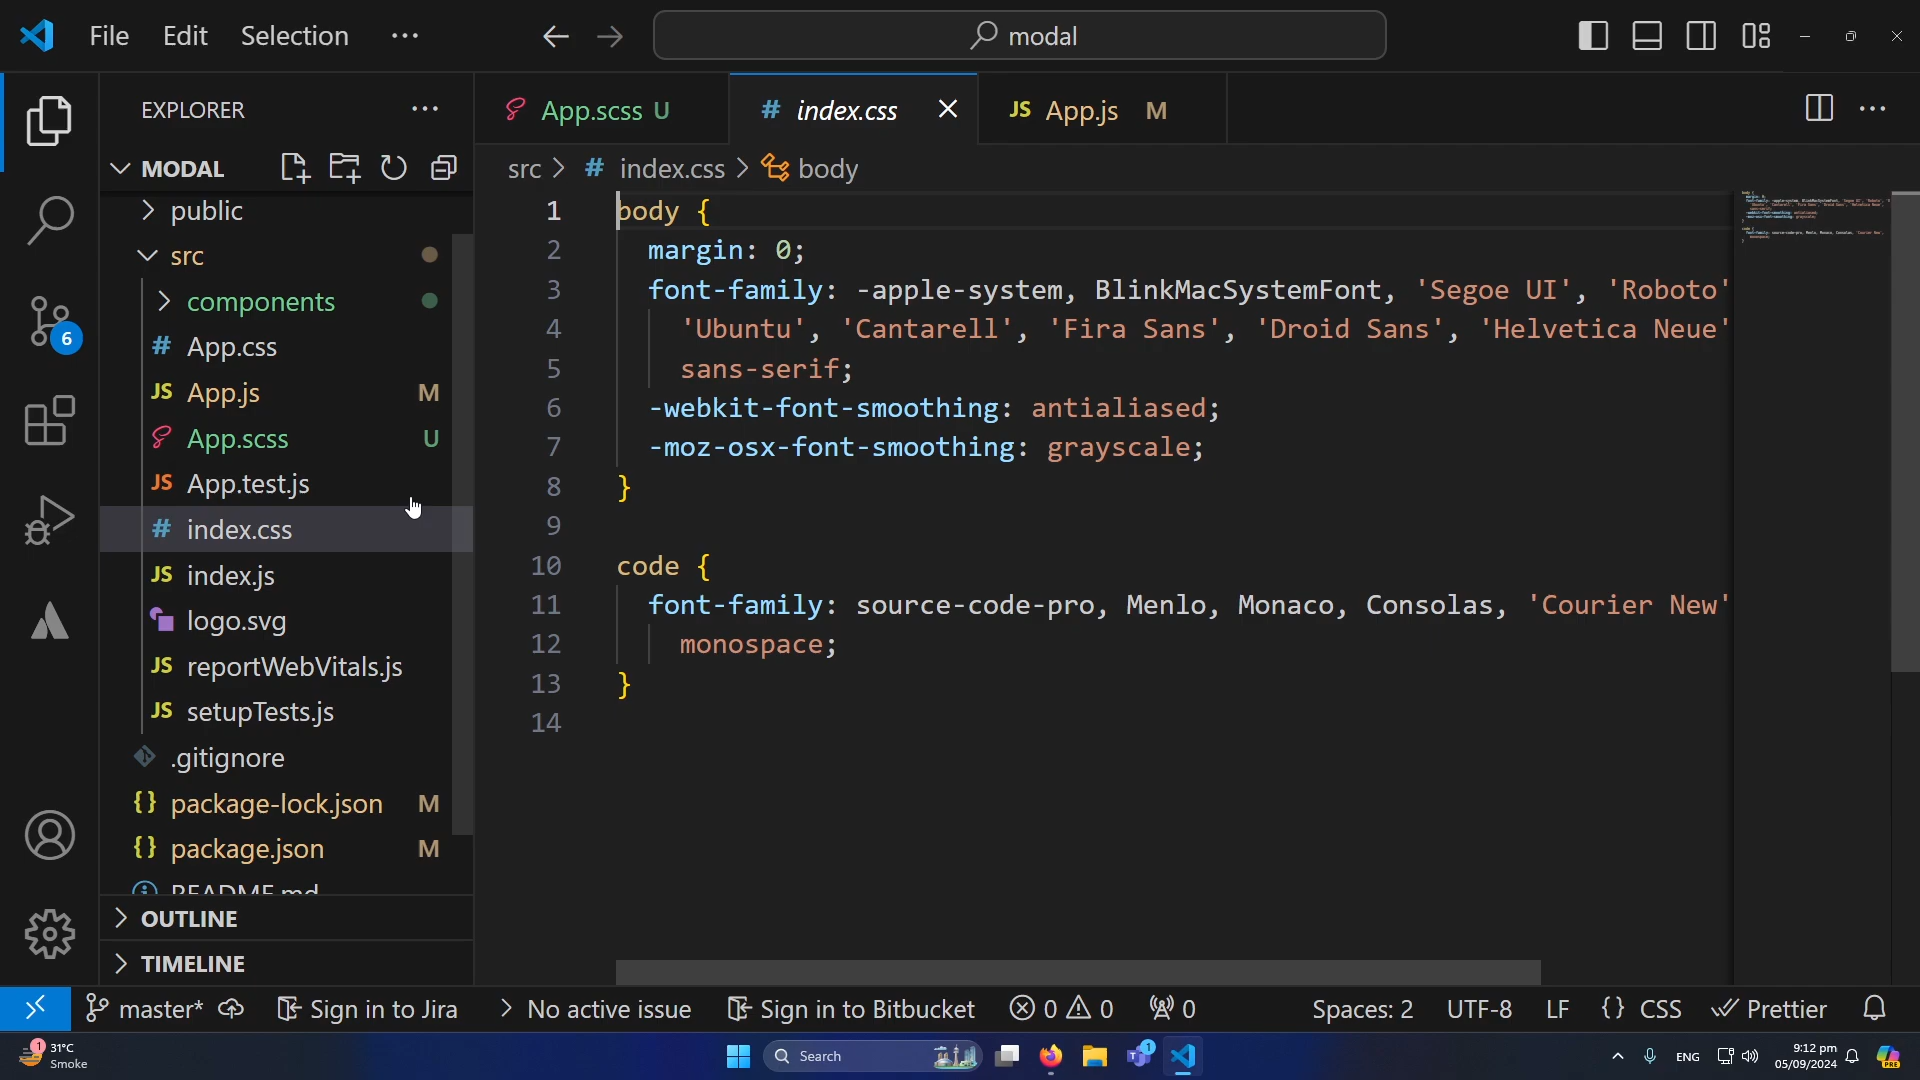 File Edit Selection ···
modal
EXPLORER ···
MODAL
public
src
components
# App.css
JS App.js M
App.scss U
JS App.test.js
# index.css
JS index.js
logo.svg
JS reportWebVitals.js
JS setupTests.js
.gitignore
{} package-lock.json M
{} package.json M
README.md
OUTLINE
TIMELINE
App.scss U
# index.css
JS App.js M
···
src > # index.css > body
1 body {
2 margin: 0;
3 font-family: -apple-system, BlinkMacSystemFont, 'Segoe UI', 'Roboto'
4 'Ubuntu', 'Cantarell', 'Fira Sans', 'Droid Sans', 'Helvetica Neue'
5 sans-serif;
6 -webkit-font-smoothing: antialiased;
7 -moz-osx-font-smoothing: grayscale;
8 }
9
10 code {
11 font-family: source-code-pro, Menlo, Monaco, Consolas, 'Courier New'
12 monospace;
13 }
14
6
master* Sign in to Jira > No active issue Sign in to Bitbucket 0 0 0 Spaces: 2 UTF-8 LF {} CSS Prettier
1
31°C
Smoke
Search
1
ENG
9:12 pm
05/09/2024
PRE